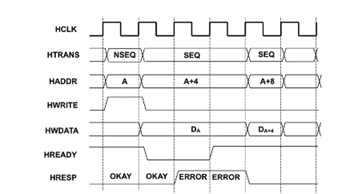 HCLK
HTRANS NSEQ SEQ SEQ
HADDR A A+4 A+8
HWRITE
HWDATA DA DA+4
HREADY
HRESP OKAY OKAY ERROR ERROR